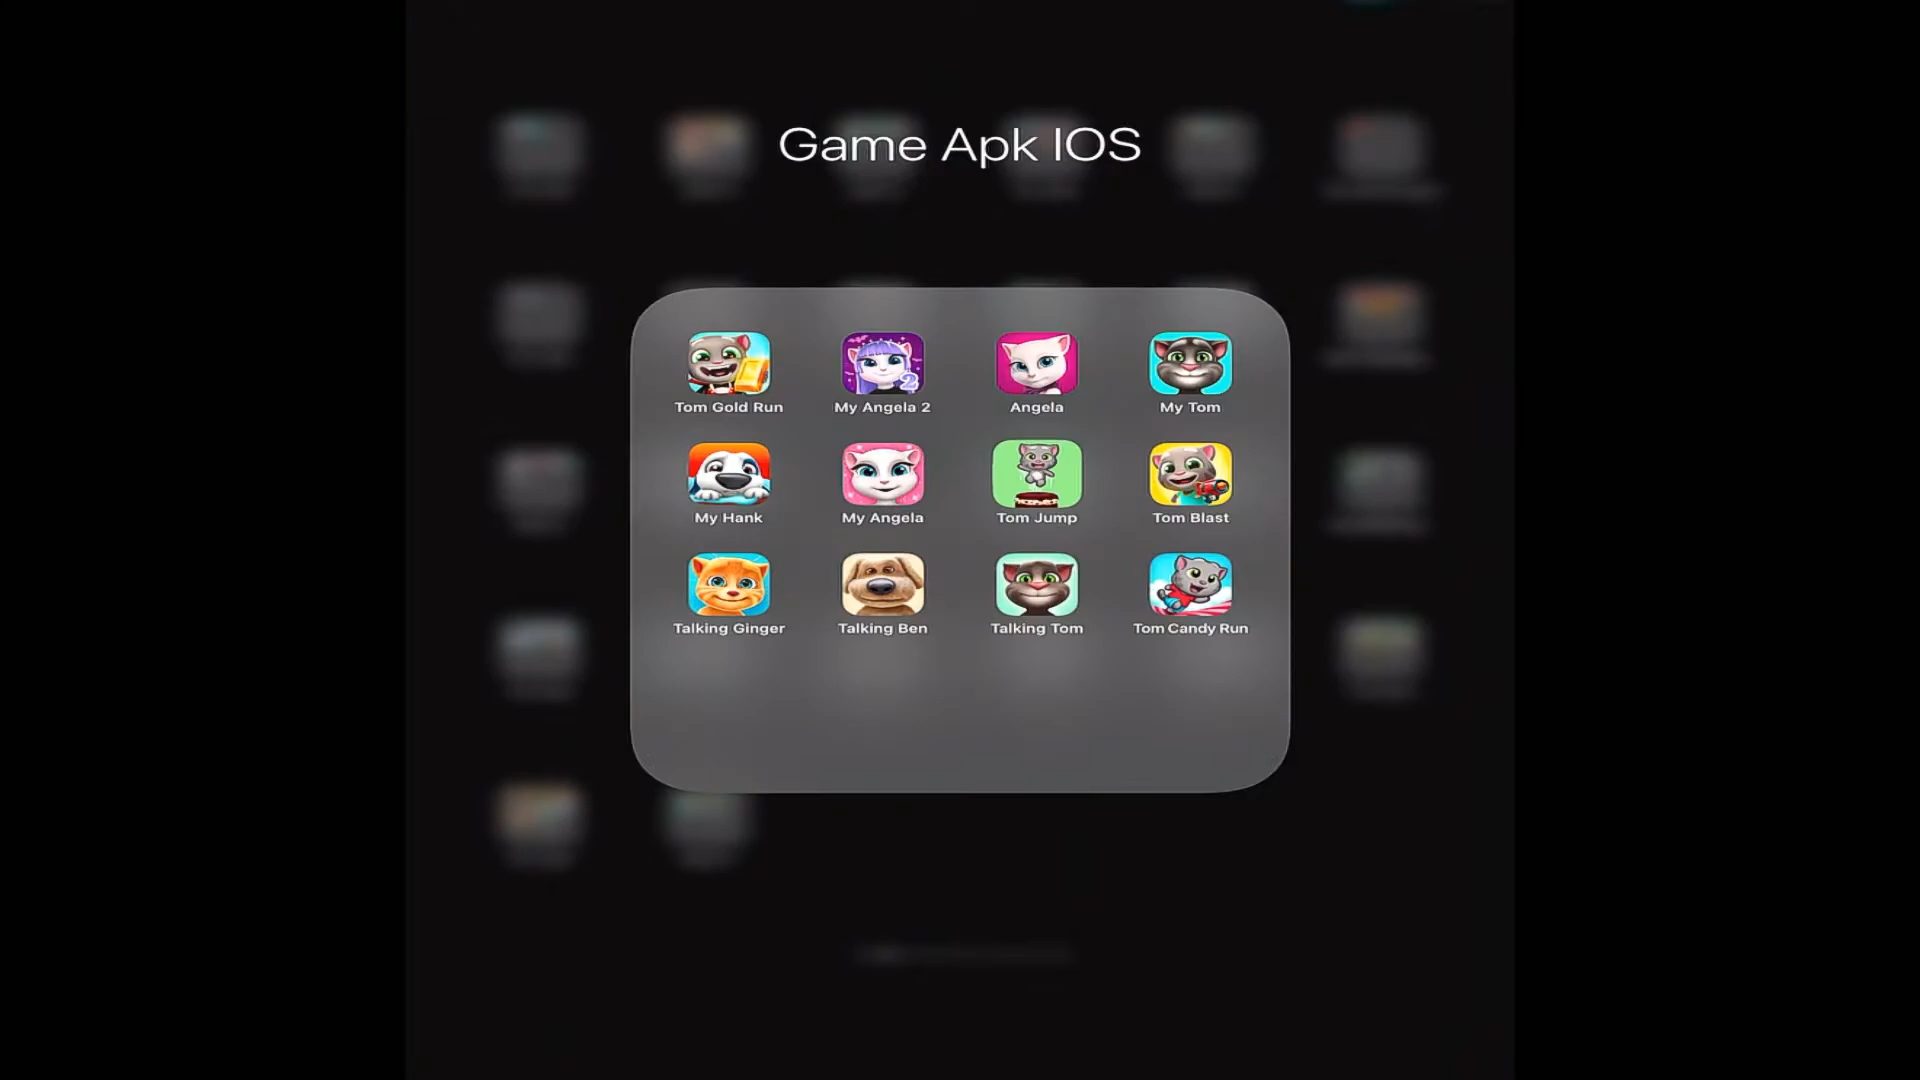 Game Apk IOS
Tom Gold Run
My Angela 2
Angela
My Tom
My Hank
My Angela
Tom Jump
Tom Blast
Talking Ginger
Talking Ben
Talking Tom
Tom Candy Run